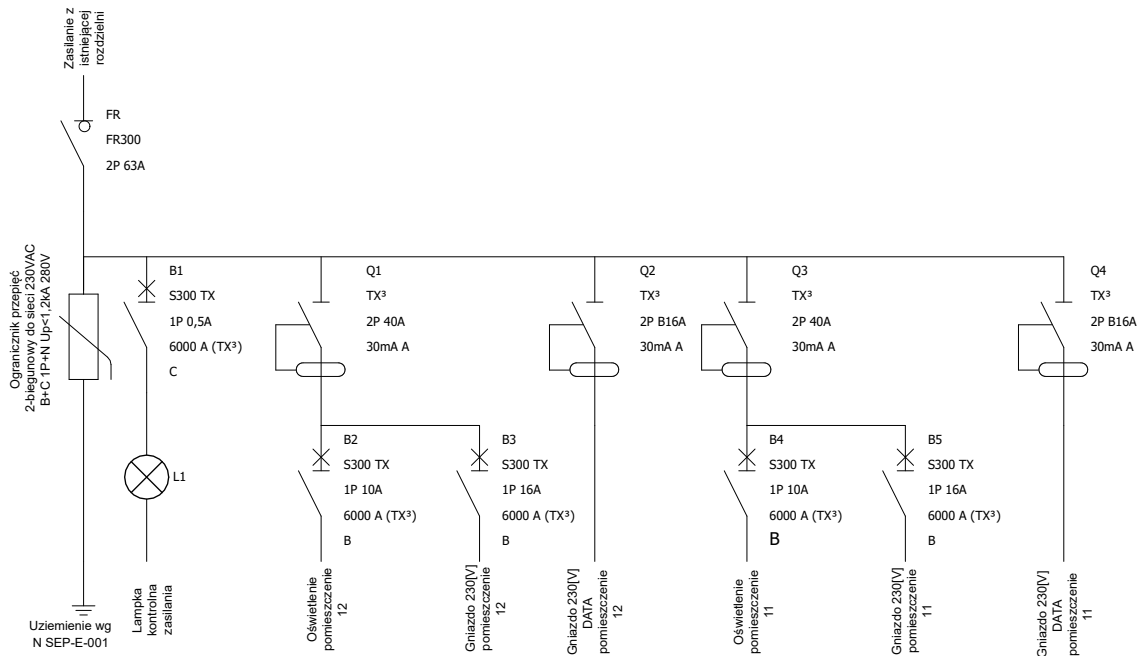 Zasilanie z
istniejącej
rozdzielni
FR
FR300
2P 63A
Ogranicznik przepięć
2-biegunowy do sieci 230VAC
B+C 1P+N Up<1,2kA 280V
B1
S300 TX
1P 0,5A
6000 A (TX³)
C
Q1
TX³
2P 40A
30mA A
Q2
TX³
2P B16A
30mA A
Q3
TX³
2P 40A
30mA A
Q4
TX³
2P B16A
30mA A
L1
B2
S300 TX
1P 10A
6000 A (TX³)
B
B3
S300 TX
1P 16A
6000 A (TX³)
B
B4
S300 TX
1P 10A
6000 A (TX³)
B
B5
S300 TX
1P 16A
6000 A (TX³)
B
Uziemienie wg
N SEP-E-001
Lampka
kontrolna
zasilania
Oświetlenie
pomieszczenie
12
Gniazdo 230[V]
pomieszczenie
12
Gniazdo 230[V]
DATA
pomieszczenie
12
Oświetlenie
pomieszczenie
11
Gniazdo 230[V]
pomieszczenie
11
Gniazdo 230[V]
DATA
pomieszczenie
11